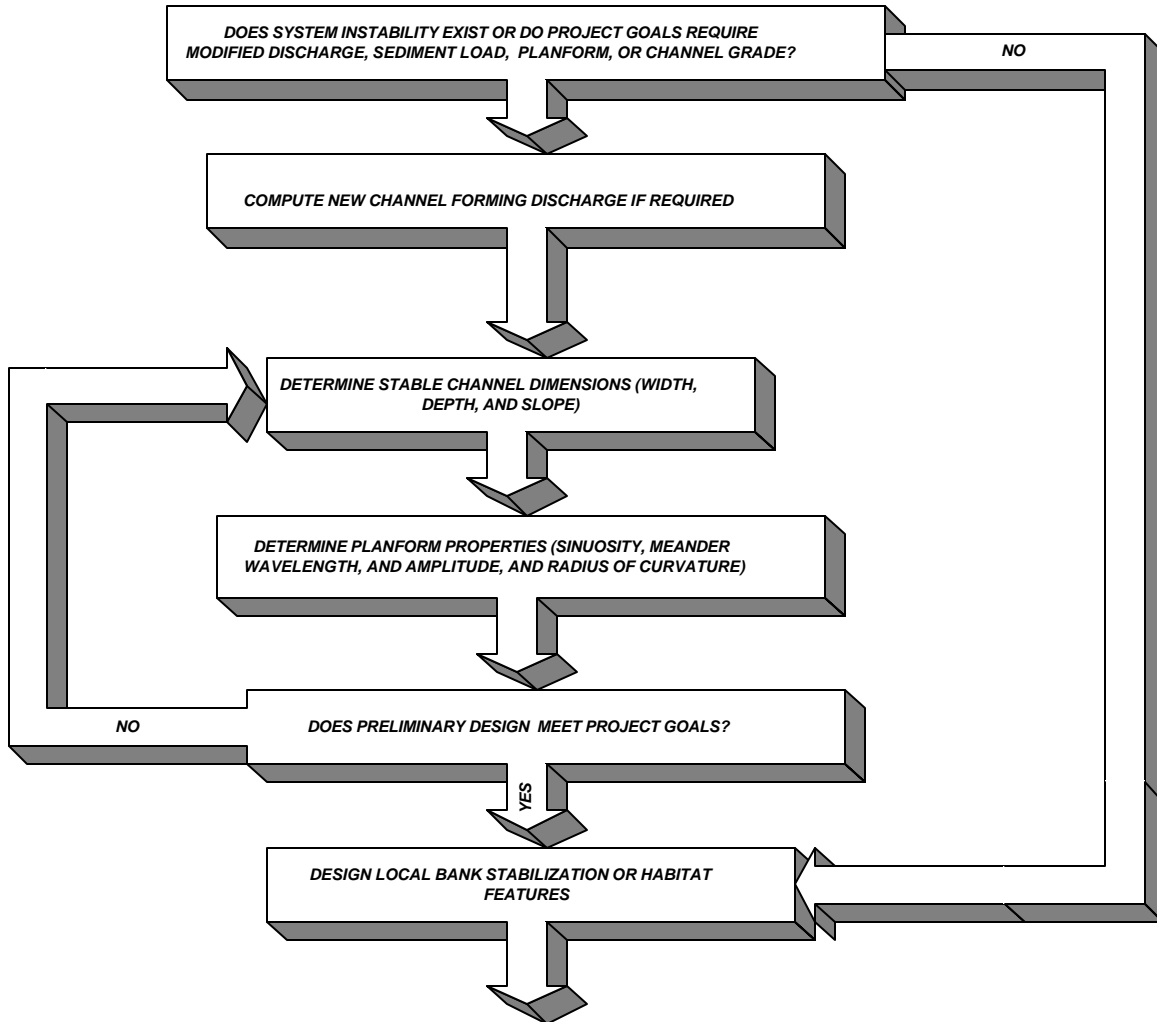 DOES SYSTEM INSTABILITY EXIST OR DO PROJECT GOALS REQUIRE
MODIFIED DISCHARGE, SEDIMENT LOAD, PLANFORM, OR CHANNEL GRADE?
NO
COMPUTE NEW CHANNEL FORMING DISCHARGE IF REQUIRED
DETERMINE STABLE CHANNEL DIMENSIONS (WIDTH,
DEPTH, AND SLOPE)
DETERMINE PLANFORM PROPERTIES (SINUOSITY, MEANDER
WAVELENGTH, AND AMPLITUDE, AND RADIUS OF CURVATURE)
NO
DOES PRELIMINARY DESIGN MEET PROJECT GOALS?
YES
DESIGN LOCAL BANK STABILIZATION OR HABITAT
FEATURES